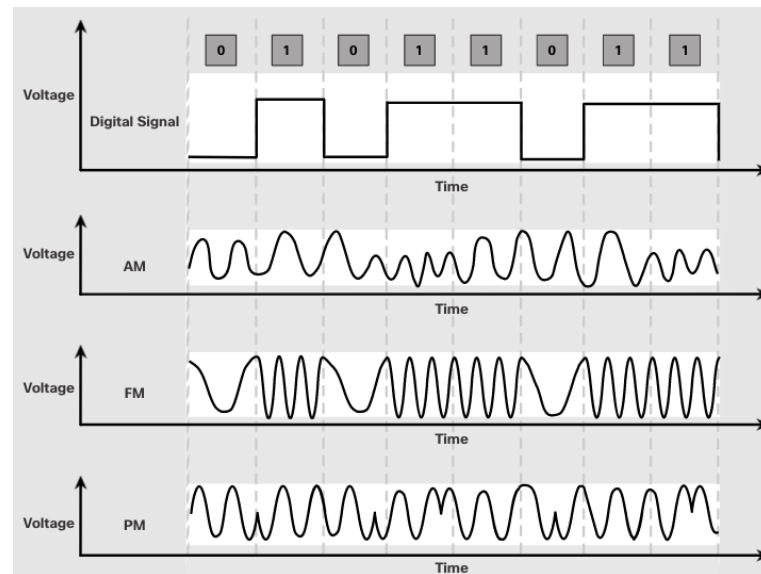 0 1 0 1 1 0 1 1
Voltage
Digital Signal
Time
Voltage
AM
Time
Voltage
FM
Time
Voltage
PM
Time